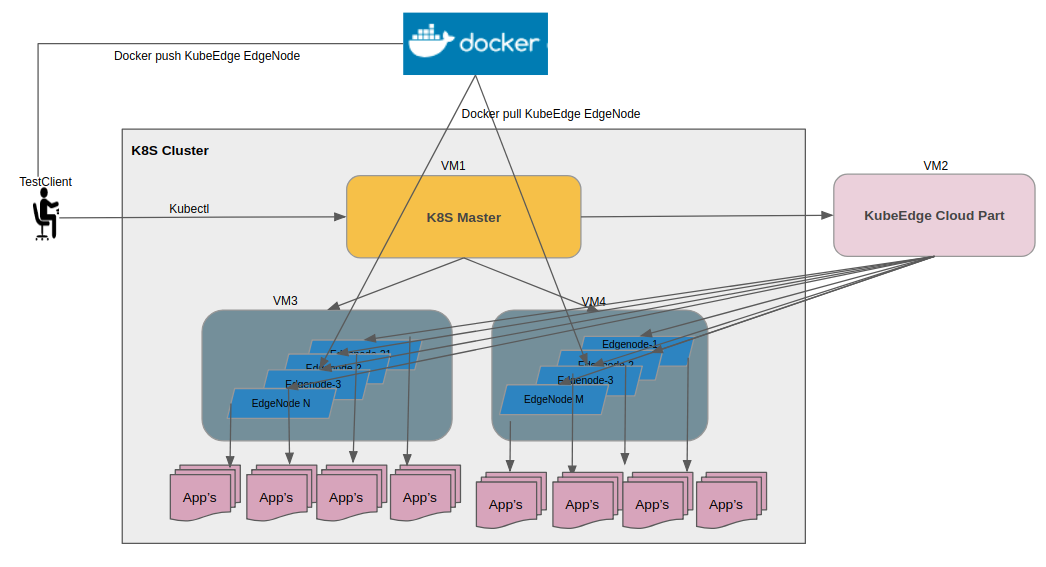 docker
Docker push KubeEdge EdgeNode
Docker pull KubeEdge EdgeNode
K8S Cluster
VM1
VM2
TestClient
Kubectl
K8S Master
KubeEdge Cloud Part
VM3
VM4
Edgenode-1
Edgenode-2
Edgenode-2
Edgenode-3
Edgenode-3
EdgeNode N
EdgeNode M
App's
App's
App's
App's
App's
App's
App's
App's